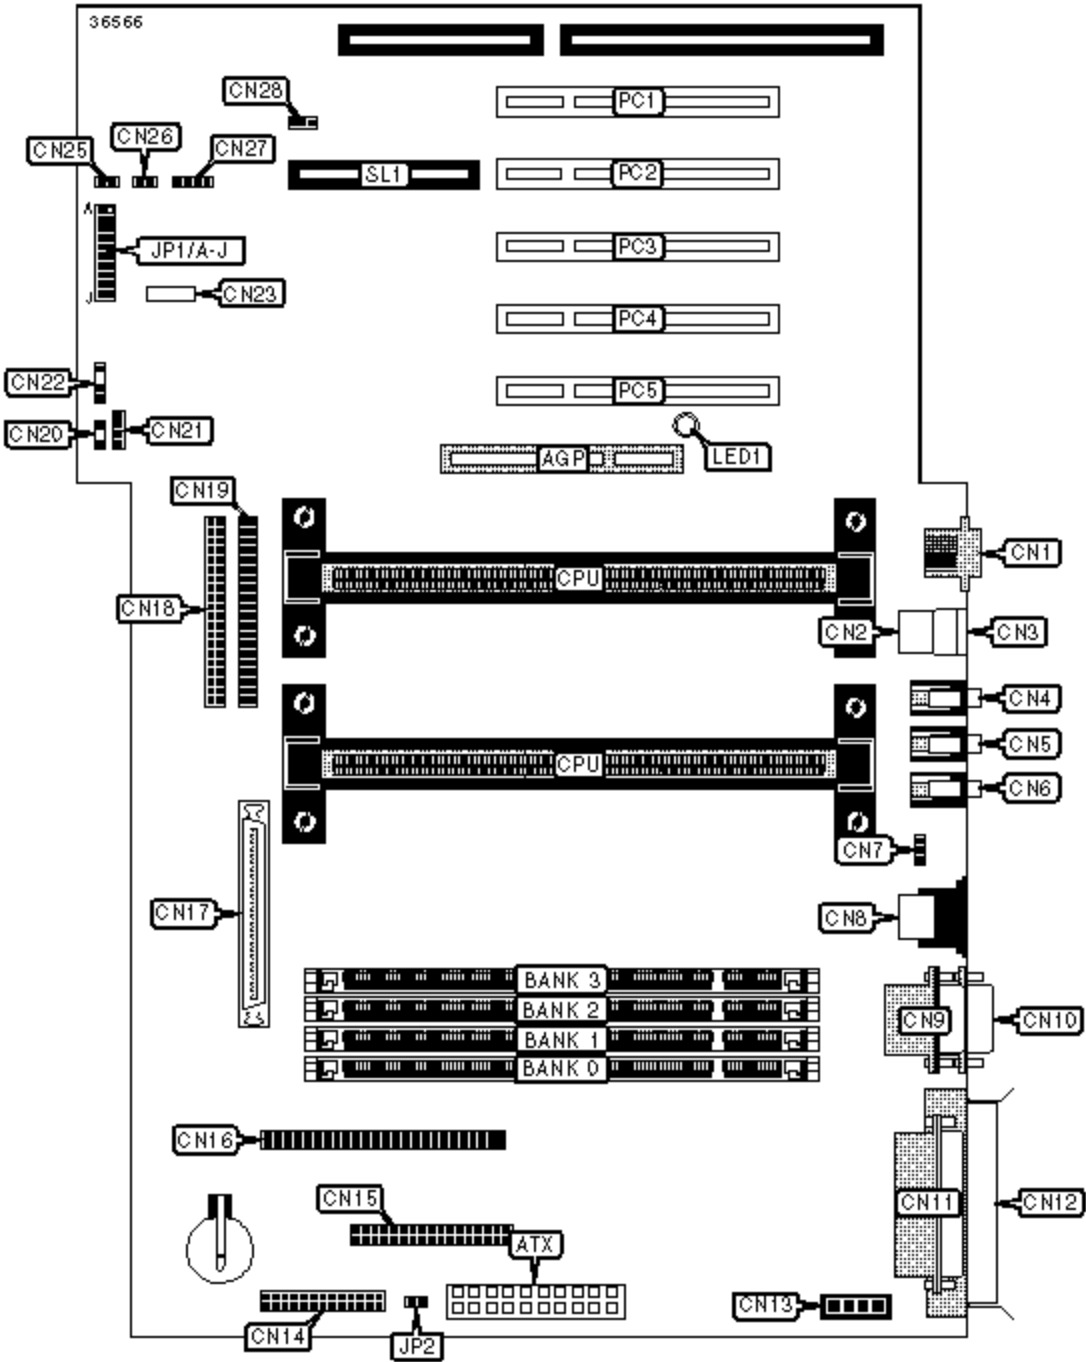 36566
CN28
PC1
CN26
CN25
CN27
SL1
PC2
A
JP1/A-J
PC3
J
CN23
PC4
CN22
PC5
CN20
CN21
AGP
LED1
CN19
CN1
CPU
CN18
CN2
CN3
CN4
CN5
CPU
CN6
CN7
CN17
CN8
BANK 3
BANK 2
CN9
CN10
BANK 1
BANK 0
CN16
CN15
CN11
CN12
ATX
CN13
CN14
JP2